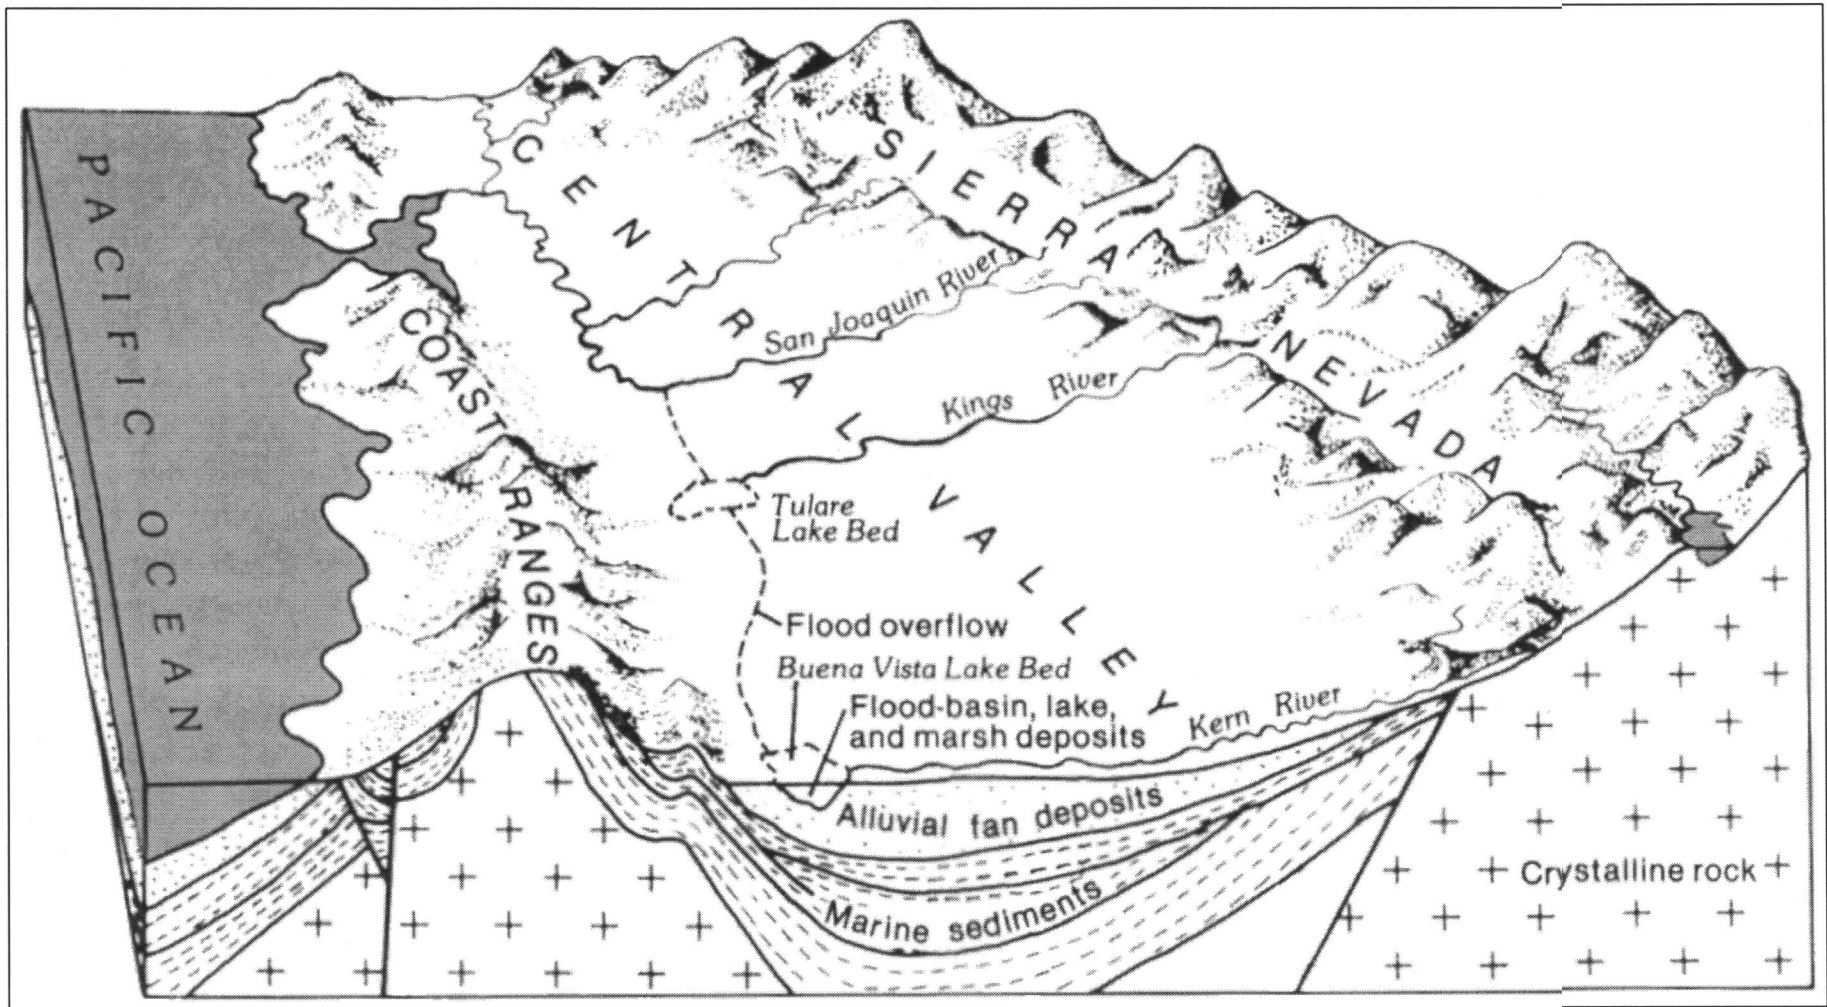 PACIFIC OCEAN
COAST RANGES
CENTRAL VALLEY
SIERRA NEVADA
San Joaquin River
Kings River
Tulare
Lake Bed
Flood overflow
Buena Vista Lake Bed
Flood-basin, lake,
and marsh deposits
Kern River
Alluvial fan deposits
Marine sediments
Crystalline rock